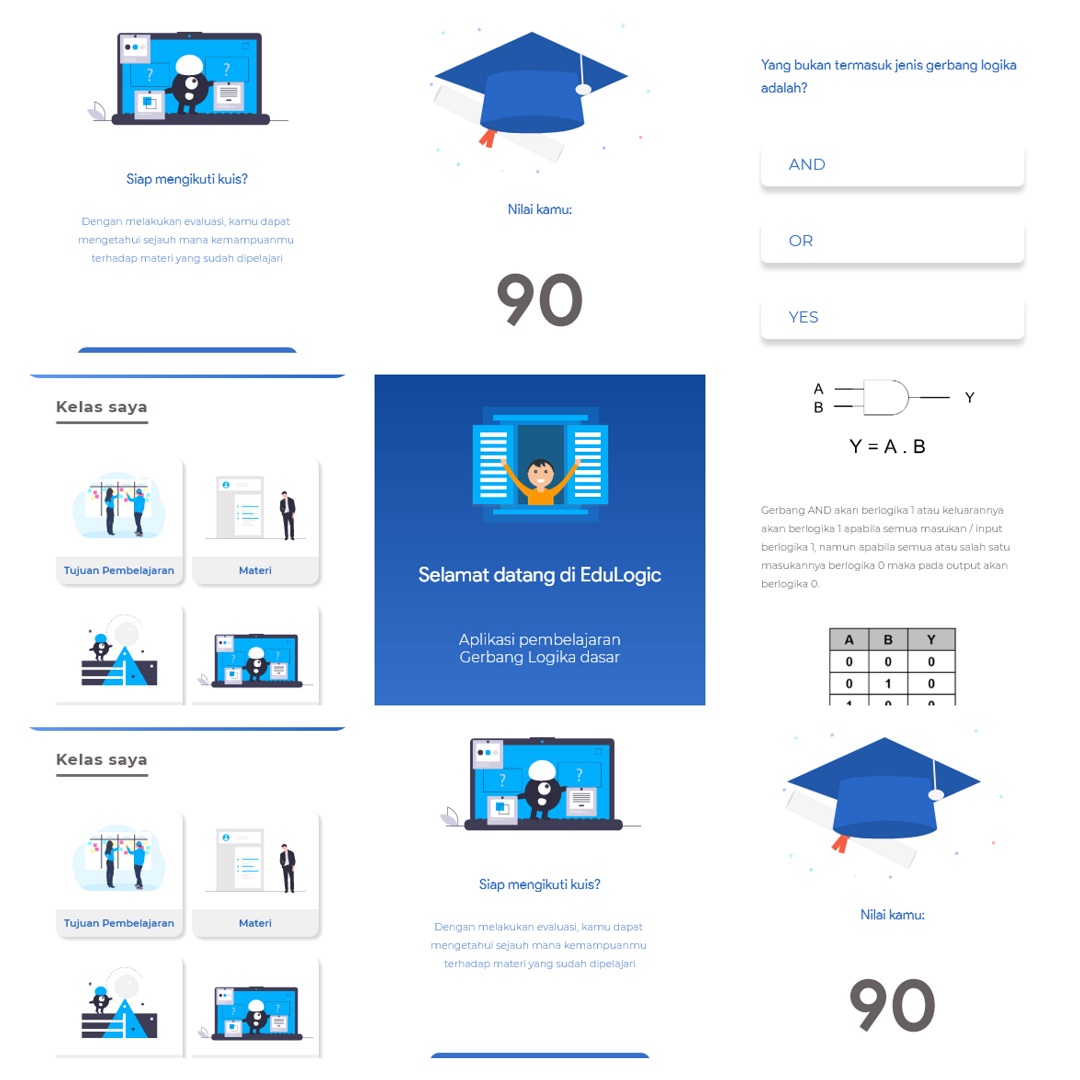 Siap mengikuti kuis?
Dengan melakukan evaluasi, kamu dapat
mengetahui sejauh mana kemampuanmu
terhadap materi yang sudah dipelajari
Nilai kamu:
90
Yang bukan termasuk jenis gerbang logika
adalah?
AND
OR
YES
Kelas saya
Tujuan Pembelajaran
Materi
Selamat datang di EduLogic
Aplikasi pembelajaran
Gerbang Logika dasar
A
B
Y
Y = A . B
Gerbang AND akan berlogika 1 atau keluarannya
akan berlogika 1 apabila semua masukan / input
berlogika 1, namun apabila semua atau salah satu
masukannya berlogika 0 maka pada output akan
berlogika 0.
A B Y
0 0 0
0 1 0
1 0 0
Kelas saya
Tujuan Pembelajaran
Materi
Siap mengikuti kuis?
Dengan melakukan evaluasi, kamu dapat
mengetahui sejauh mana kemampuanmu
terhadap materi yang sudah dipelajari
Nilai kamu:
90